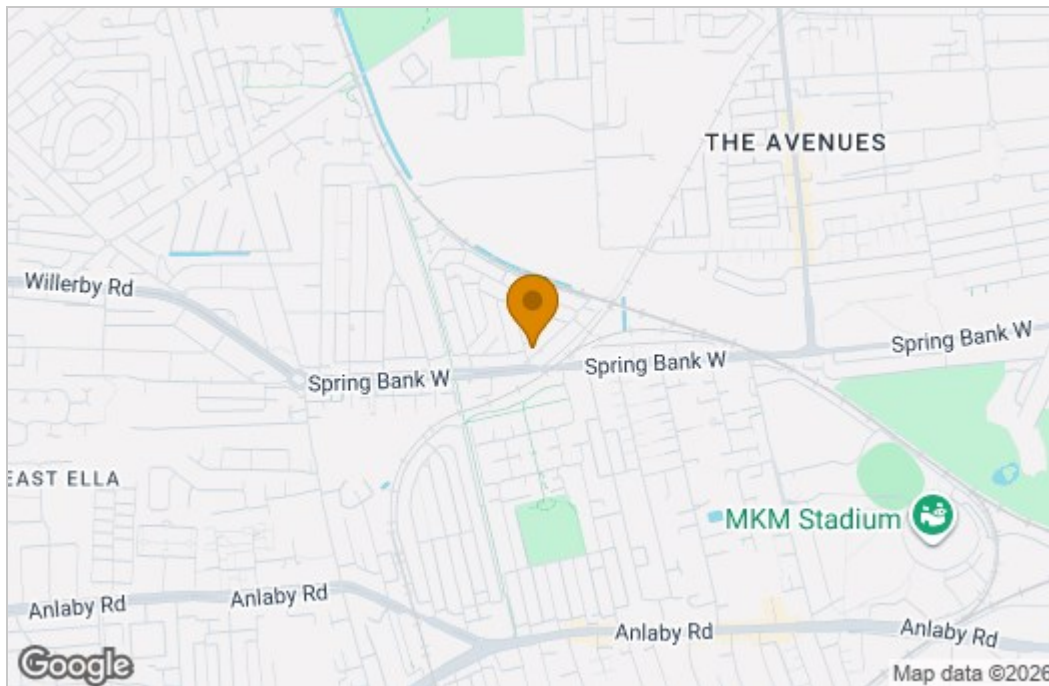 THE AVENUES
Willerby Rd
Spring Bank W
Spring Bank W
Spring Bank W
EAST ELLA
MKM Stadium
Anlaby Rd
Anlaby Rd
Anlaby Rd
Anlaby Rd
Google
Map data ©2026